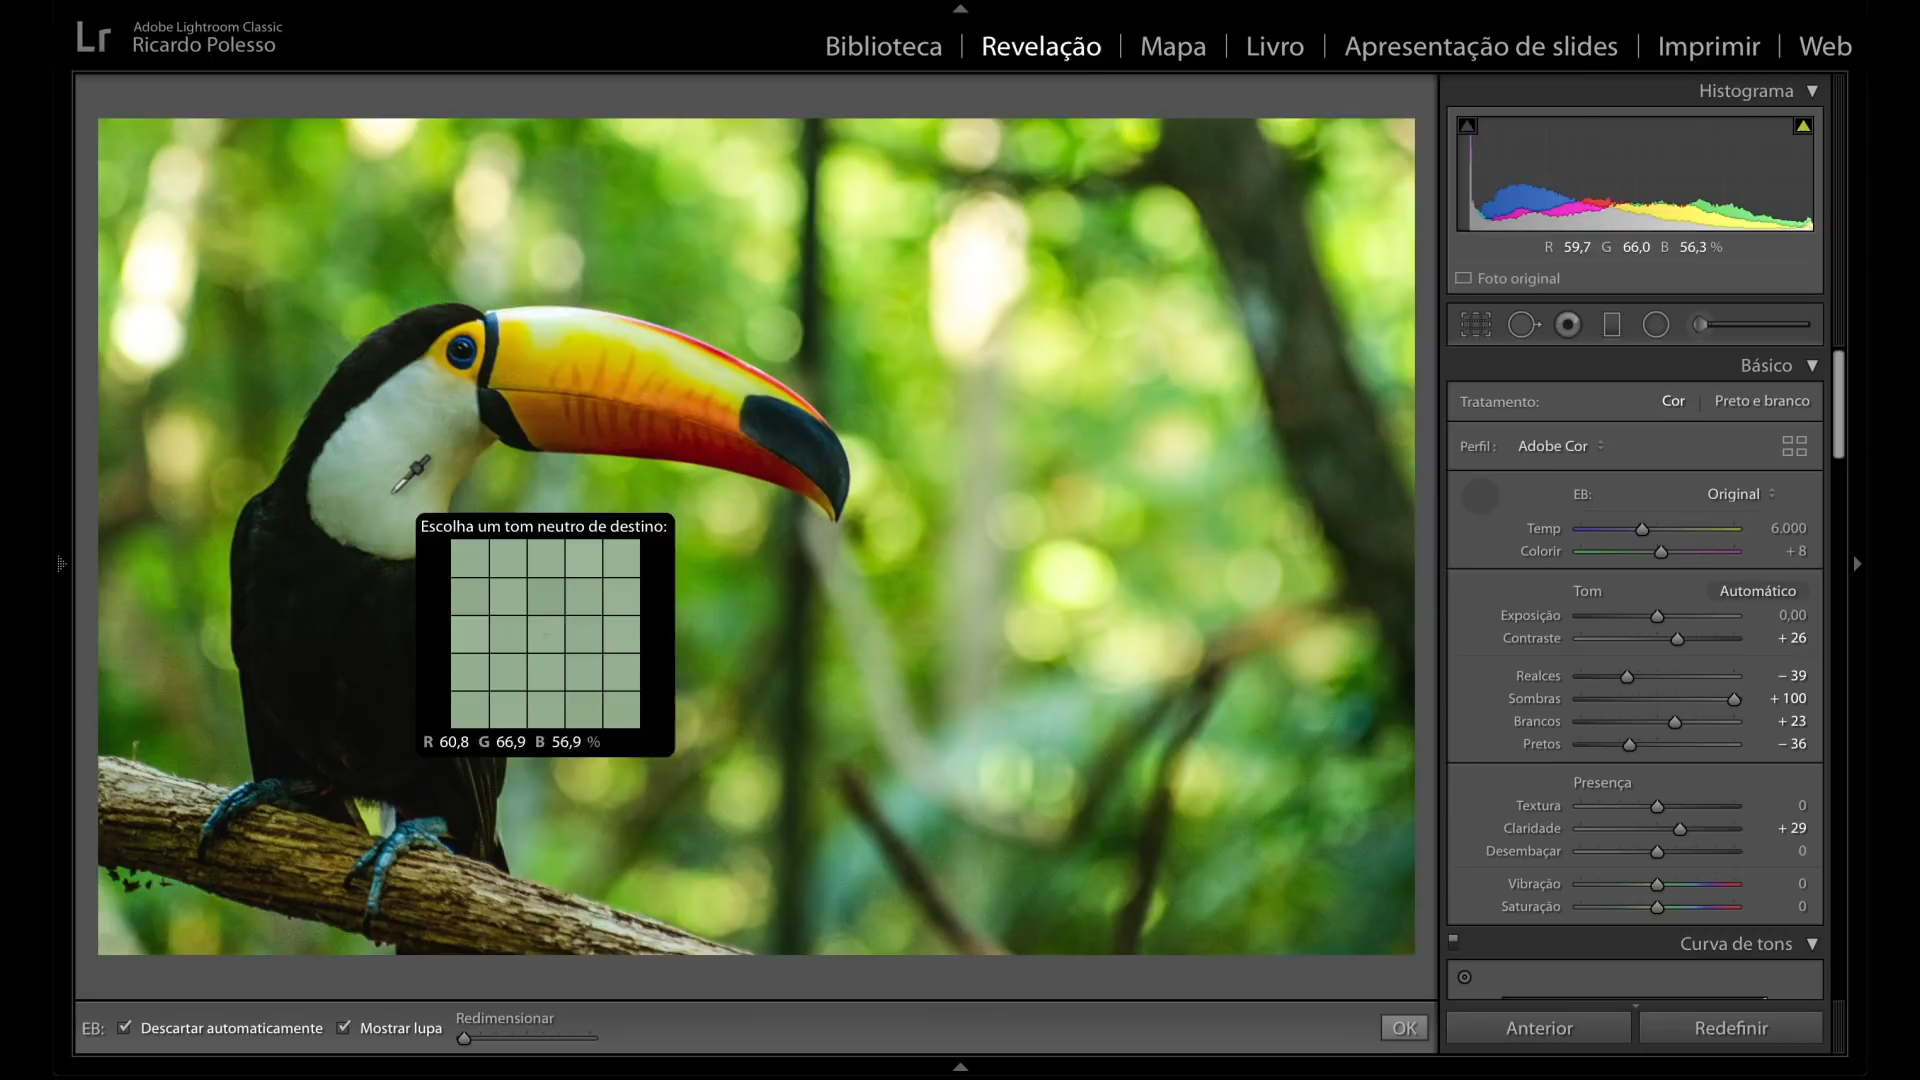 Lr
Adobe Lightroom Classic
Ricardo Polesso
Biblioteca | Revelação | Mapa | Livro | Apresentação de slides | Imprimir | Web
Histograma
R 59,7 G 66,0 B 56,3 %
Foto original
Básico
Tratamento: Cor | Preto e branco
Perfil : Adobe Cor
EB: Original
Temp 6.000
Colorir + 8
Tom Automático
Exposição 0,00
Contraste + 26
Realces – 39
Sombras + 100
Brancos + 23
Pretos – 36
Presença
Textura 0
Claridade + 29
Desembaçar 0
Vibração 0
Saturação 0
Curva de tons
Anterior Redefinir
Escolha um tom neutro de destino:
R 60,8 G 66,9 B 56,9 %
EB: Descartar automaticamente Mostrar lupa Redimensionar OK